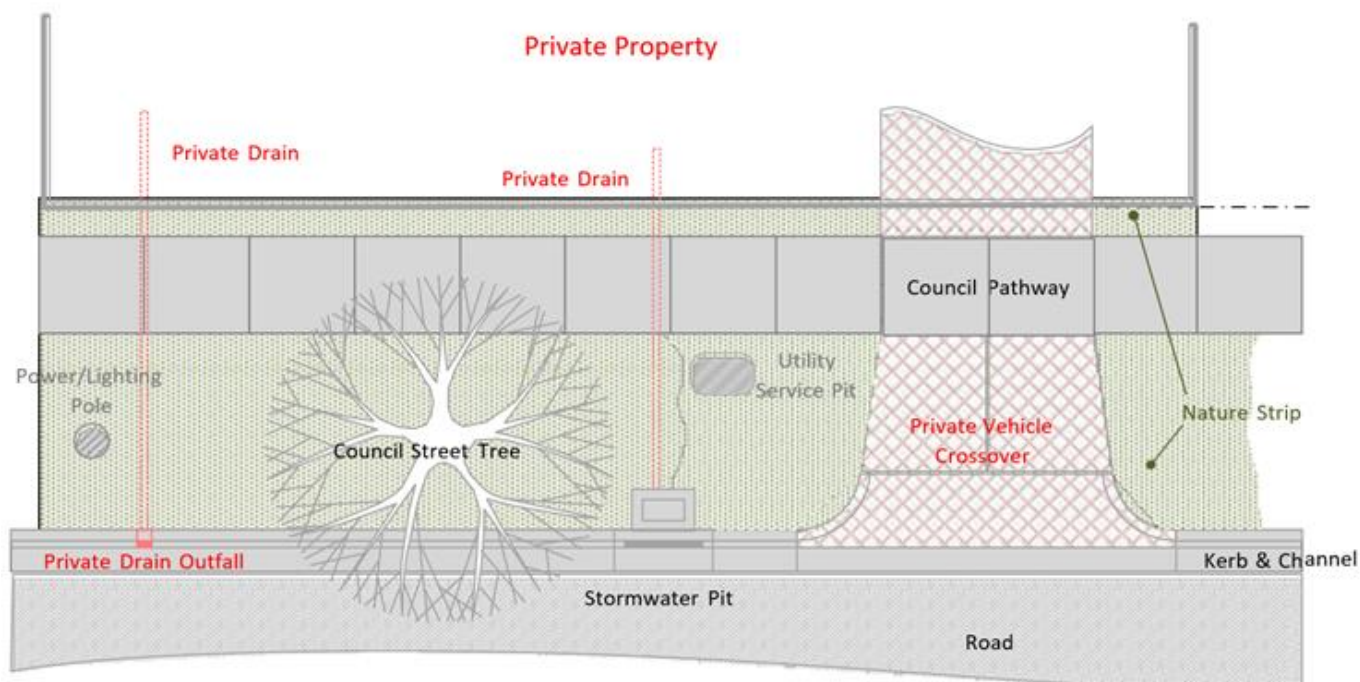 Private Property
Private Drain
Private Drain
Council Pathway
Power/Lighting
Pole
Utility
Service Pit
Council Street Tree
Private Vehicle
Crossover
Nature Strip
Private Drain Outfall
Kerb & Channel
Stormwater Pit
Road